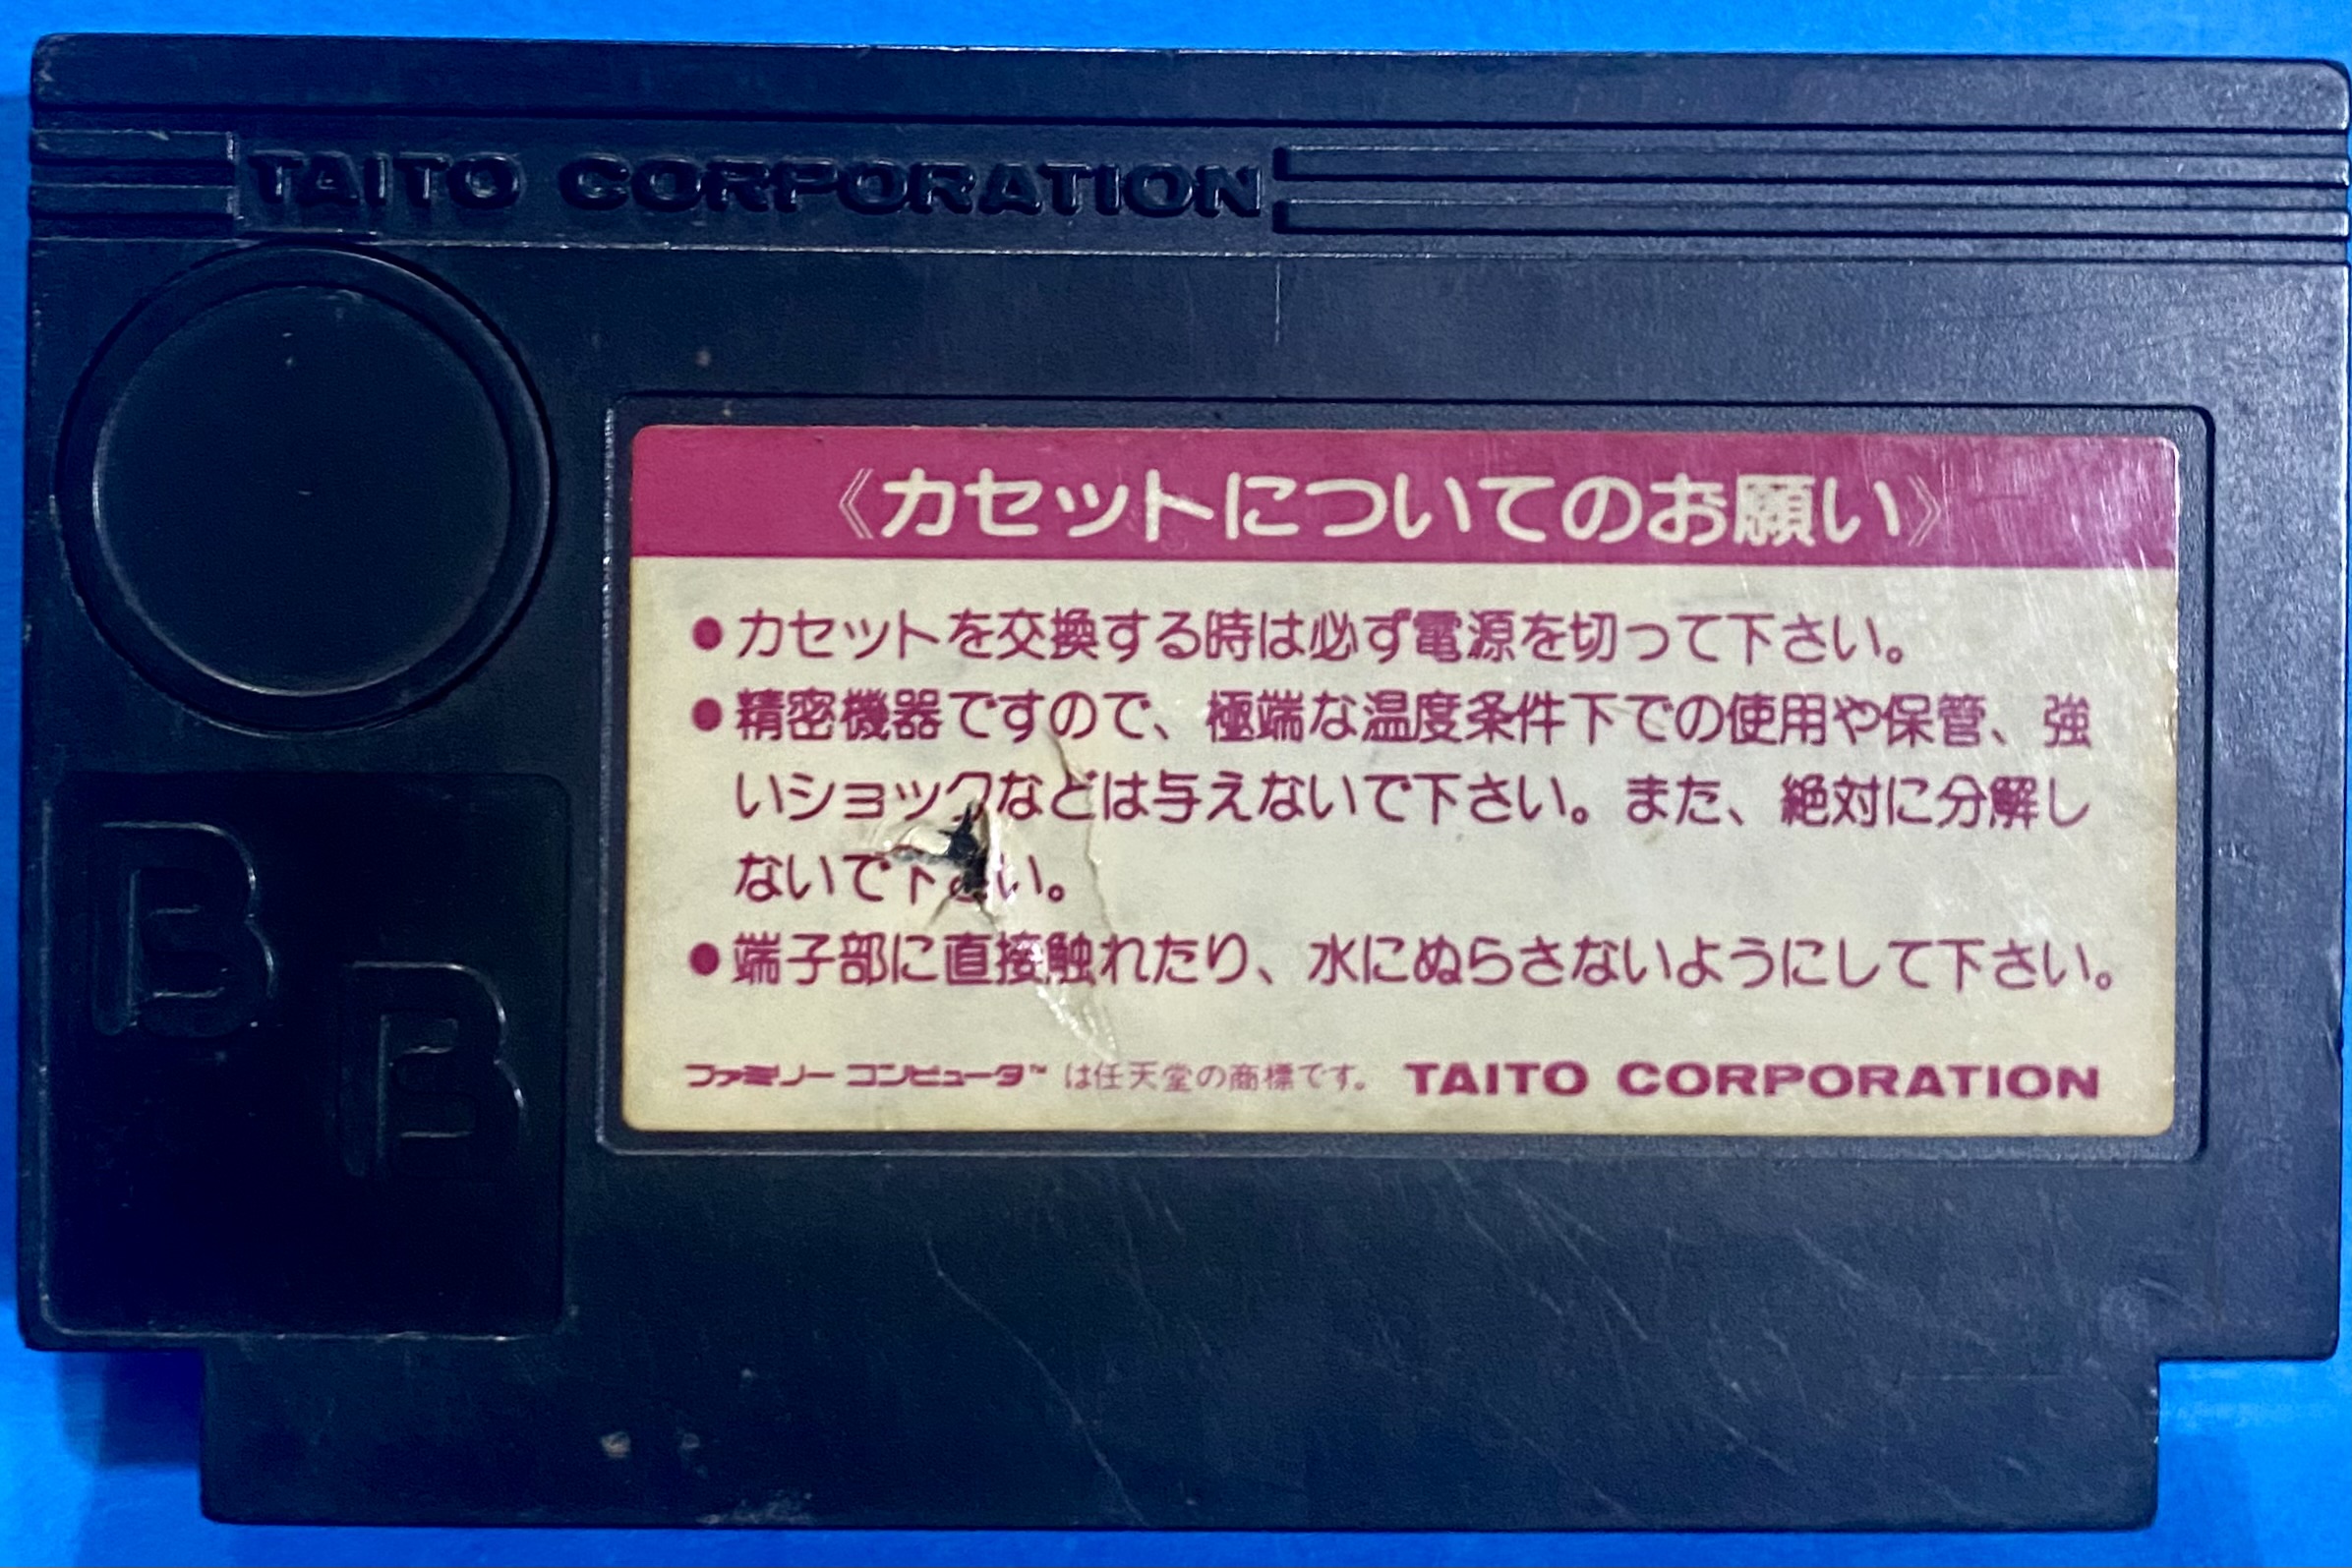 TAITO CORPORATION
《カセットについてのお願い》
●カセットを交換する時は必ず電源を切って下さい。
●精密機器ですので、極端な温度条件下での使用や保管、強
いショックなどは与えないで下さい。また、絶対に分解し
ないで下さい。
●端子部に直接触れたり、水にぬらさないようにして下さい。
ファミリーコンピュータ™は任天堂の商標です。 TAITO CORPORATION
B
B